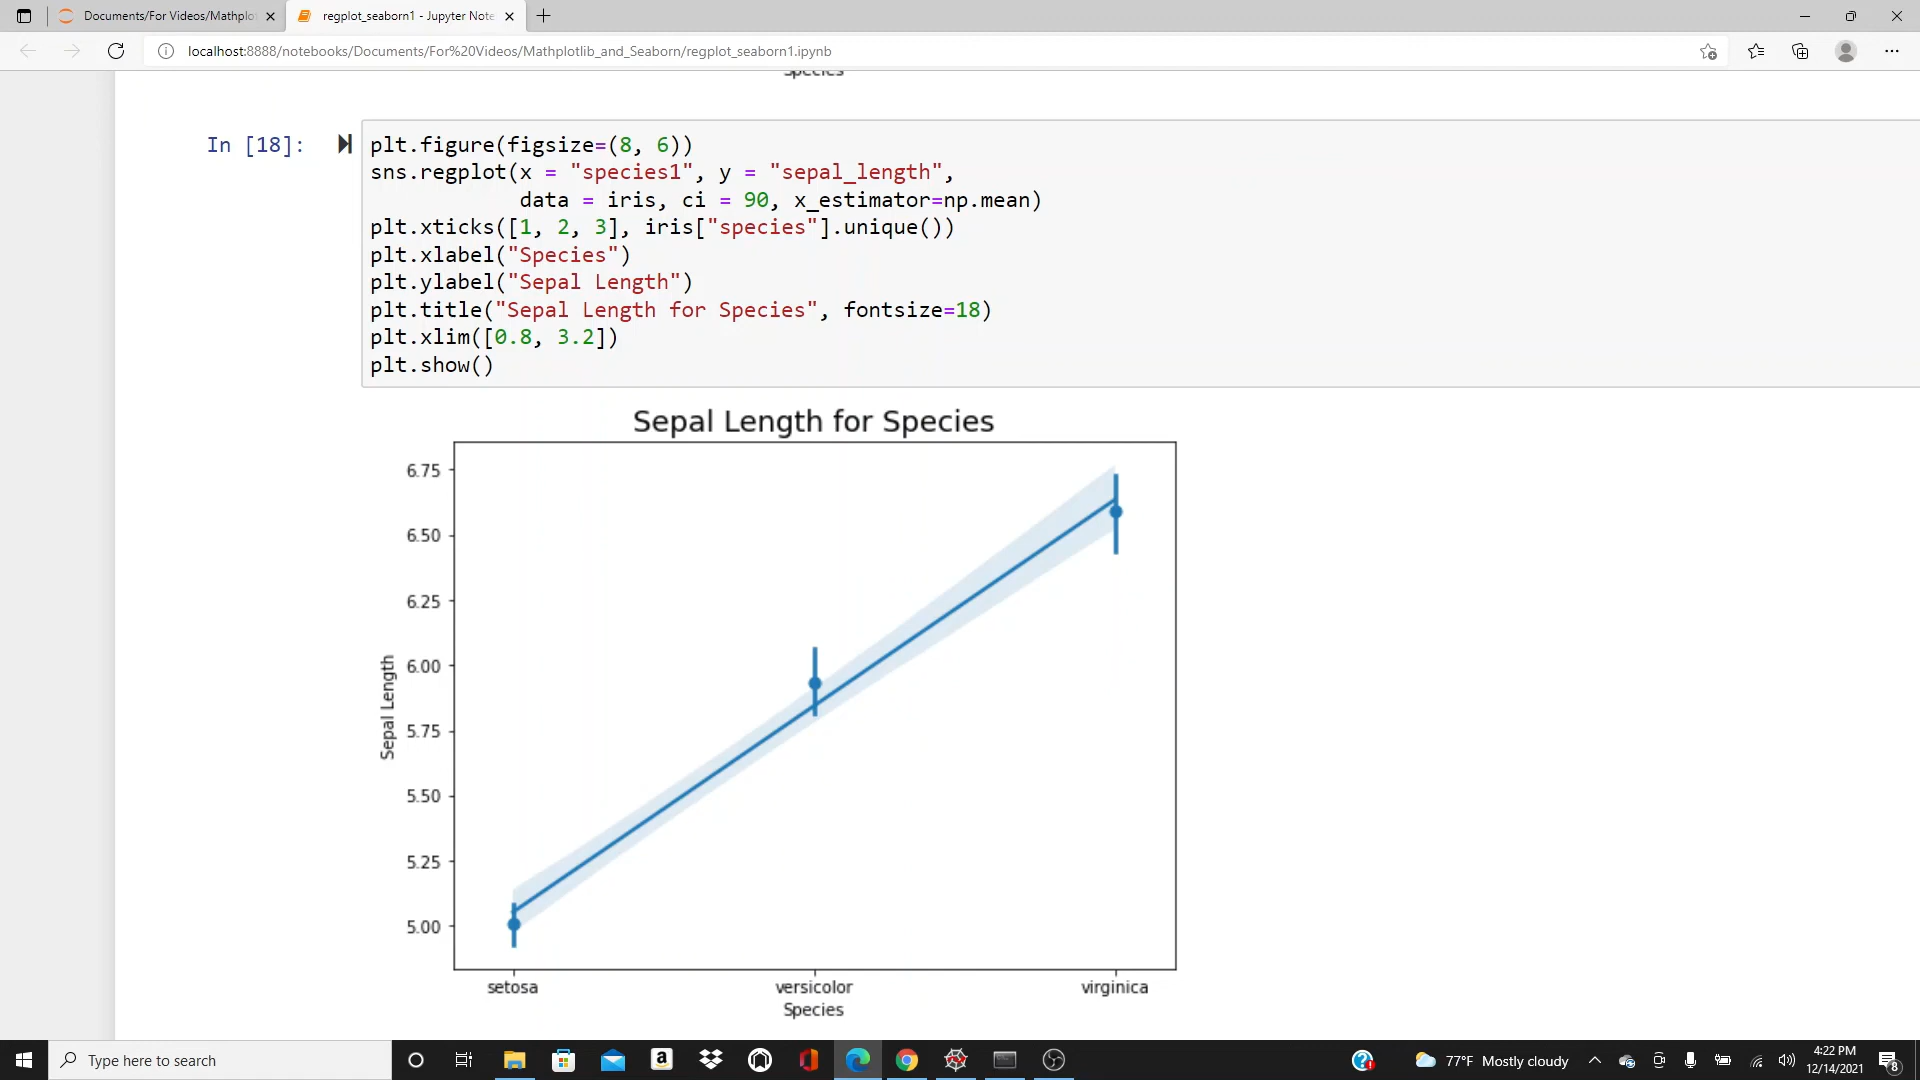 Documents/For Videos/Mathplo
regplot_seaborn1 - Jupyter Note
localhost:8888/notebooks/Documents/For%20Videos/Mathplotlib_and_Seaborn/regplot_seaborn1.ipynb
Species
In [18]:
plt.figure(figsize=(8, 6))
sns.regplot(x = "species1", y = "sepal_length",
data = iris, ci = 90, x_estimator=np.mean)
plt.xticks([1, 2, 3], iris["species"].unique())
plt.xlabel("Species")
plt.ylabel("Sepal Length")
plt.title("Sepal Length for Species", fontsize=18)
plt.xlim([0.8, 3.2])
plt.show()
Sepal Length for Species
6.75
6.50
6.25
6.00
5.75
5.50
5.25
5.00
Sepal Length
setosa versicolor virginica
Species
Type here to search
77°F Mostly cloudy
4:22 PM
12/14/2021
8